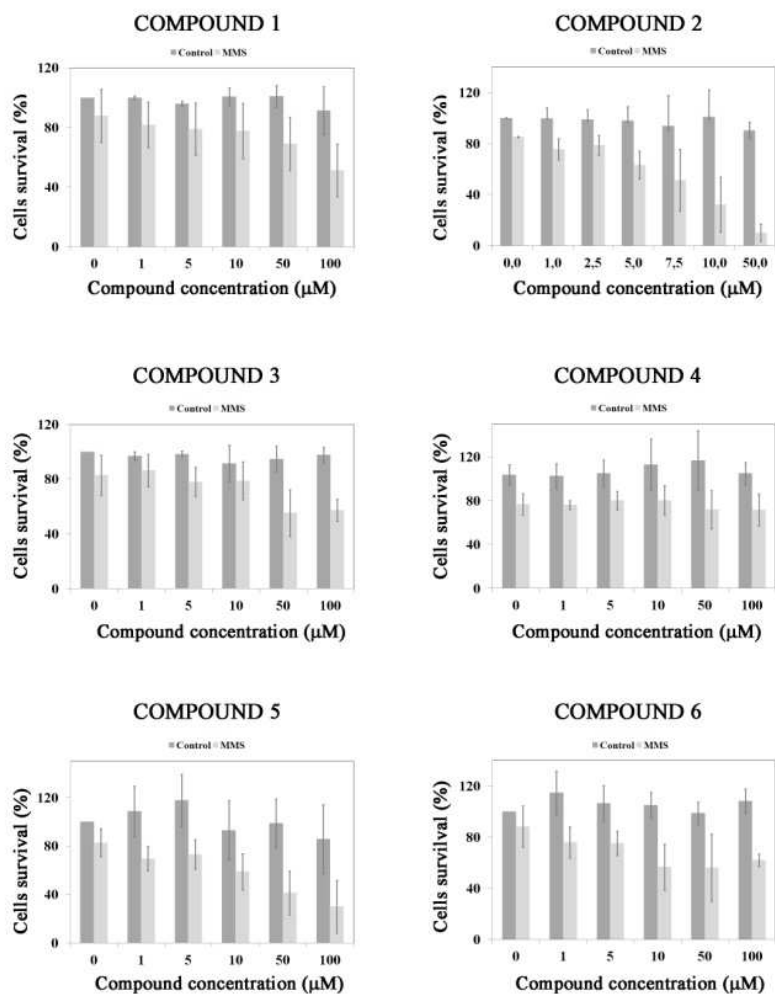 COMPOUND 1
Control MMS
Cells survival (%)
120
80
40
0
0 1 5 10 50 100
Compound concentration (μM)
COMPOUND 2
Control MMS
Cells survival (%)
120
80
40
0
0,0 1,0 2,5 5,0 7,5 10,0 50,0
Compound concentration (μM)
COMPOUND 3
Control MMS
Cells survival (%)
120
80
40
0
0 1 5 10 50 100
Compound concentration (μM)
COMPOUND 4
Control MMS
Cells survival (%)
120
80
40
0
0 1 5 10 50 100
Compound concentration (μM)
COMPOUND 5
Control MMS
Cells survival (%)
120
80
40
0
0 1 5 10 50 100
Compound concentration (μM)
COMPOUND 6
Control MMS
Cells survilval (%)
120
80
40
0
0 1 5 10 50 100
Compound concentration (μM)